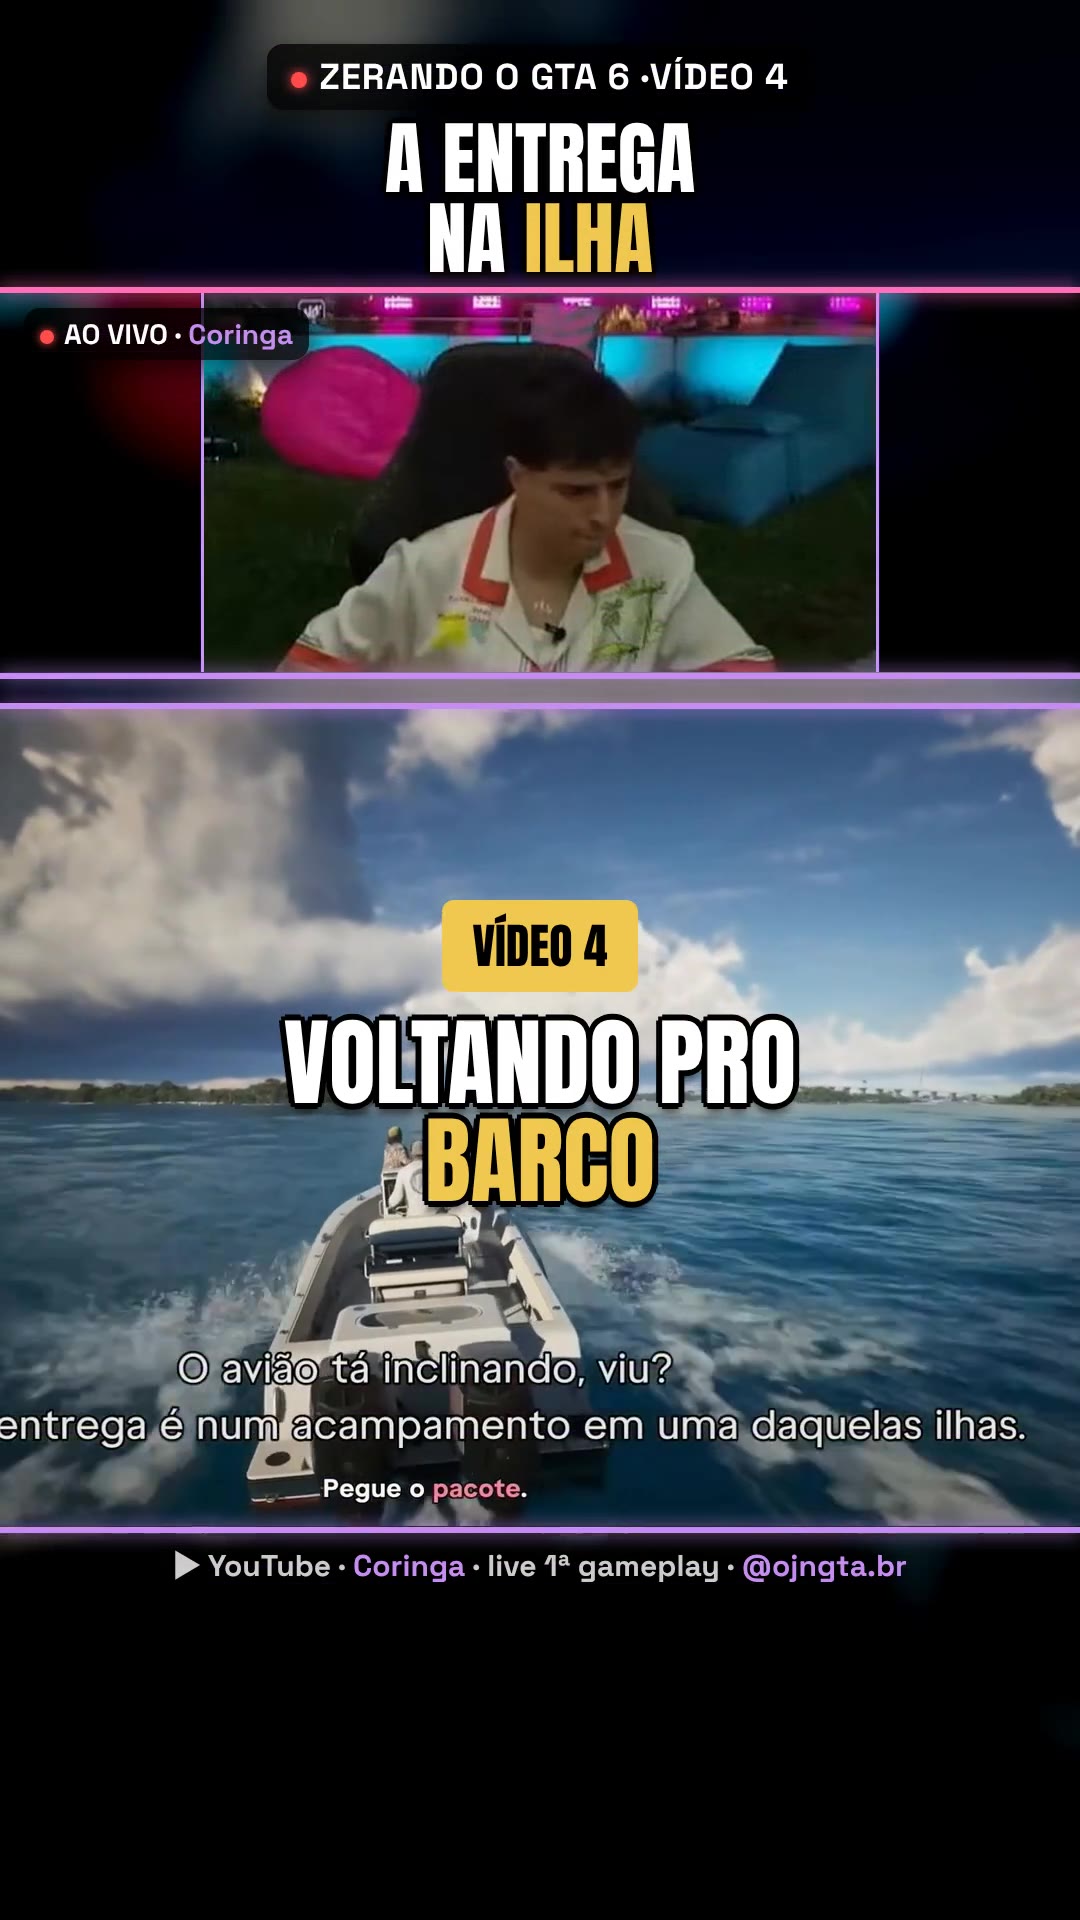 ZERANDO O GTA 6 ·VÍDEO 4
A ENTREGA
NA ILHA
AO VIVO · Coringa
VÍDEO 4
VOLTANDO PRO
BARCO
O avião tá inclinando, viu?
entrega é num acampamento em uma daquelas ilhas.
Pegue o pacote.
▶ YouTube · Coringa · live 1ª gameplay · @ojngta.br